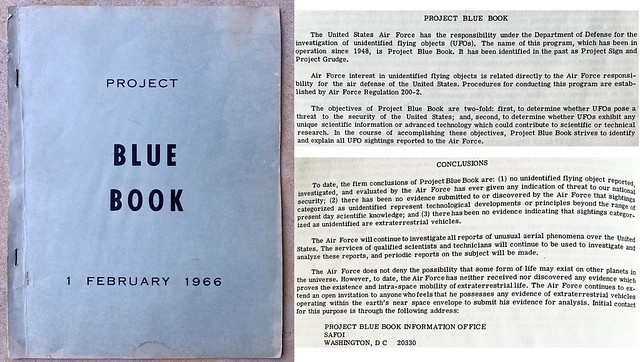 PROJECT
BLUE
BOOK
1 FEBRUARY 1966
PROJECT BLUE BOOK
The United States Air Force has the responsibility under the Department of Defense for the
investigation of unidentified flying objects (UFOs). The name of this program, which has been in
operation since 1948, is Project Blue Book. It has been identified in the past as Project Sign and
Project Grudge.
Air Force interest in unidentified flying objects is related directly to the Air Force responsi-
bility for the air defense of the United States. Procedures for conducting this program are estab-
lished by Air Force Regulation 200-2.
The objectives of Project Blue Book are two-fold: first, to determine whether UFOs pose a
threat to the security of the United States; and, second, to determine whether UFOs exhibit any
unique scientific information or advanced technology which could contribute to scientific or technical
research. In the course of accomplishing these objectives, Project Blue Book strives to identify
and explain all UFO sightings reported to the Air Force.
CONCLUSIONS
To date, the firm conclusions of Project Blue Book are: (1) no unidentified flying object reported,
investigated, and evaluated by the Air Force has ever given any indication of threat to our national
security; (2) there has been no evidence submitted to or discovered by the Air Force that sightings
categorized as unidentified represent technological developments or principles beyond the range of
present day scientific knowledge; and (3) there has been no evidence indicating that sightings categor-
ized as unidentified are extraterrestrial vehicles.
The Air Force will continue to investigate all reports of unusual aerial phenomena over the United
States. The services of qualified scientists and technicians will continue to be used to investigate and
analyze these reports, and periodic reports on the subject will be made.
The Air Force does not deny the possibility that some form of life may exist on other planets in
the universe. However, to date, the Air Force has neither received nor discovered any evidence which
proves the existence and intra-space mobility of extraterrestrial life. The Air Force continues to ex-
tend an open invitation to anyone who feels that he possesses any evidence of extraterrestrial vehicles
operating within the earth's near space envelope to submit his evidence for analysis. Initial contact
for this purpose is through the following address:
PROJECT BLUE BOOK INFORMATION OFFICE
SAFOI
WASHINGTON, D C 20330